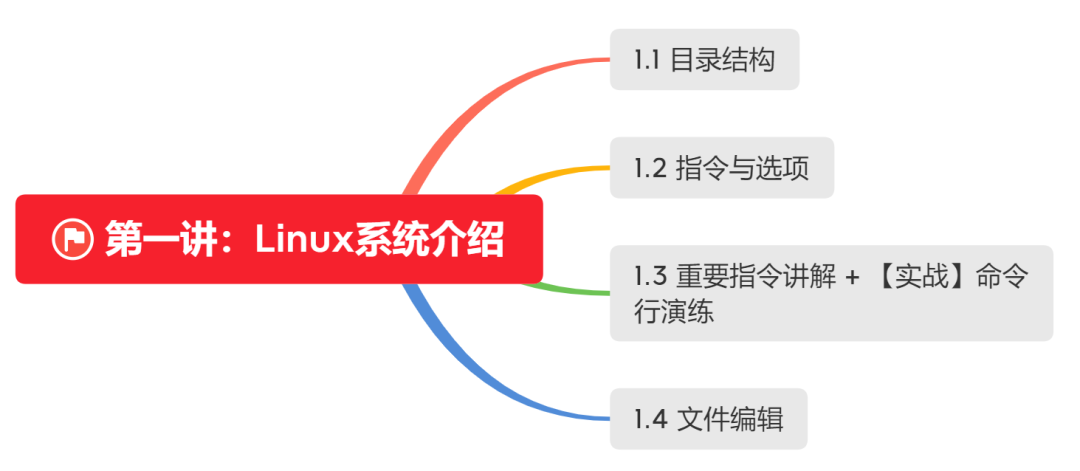 1.1 目录结构
1.2 指令与选项
第一讲：Linux系统介绍
1.3 重要指令讲解 + 【实战】命令
行演练
1.4 文件编辑